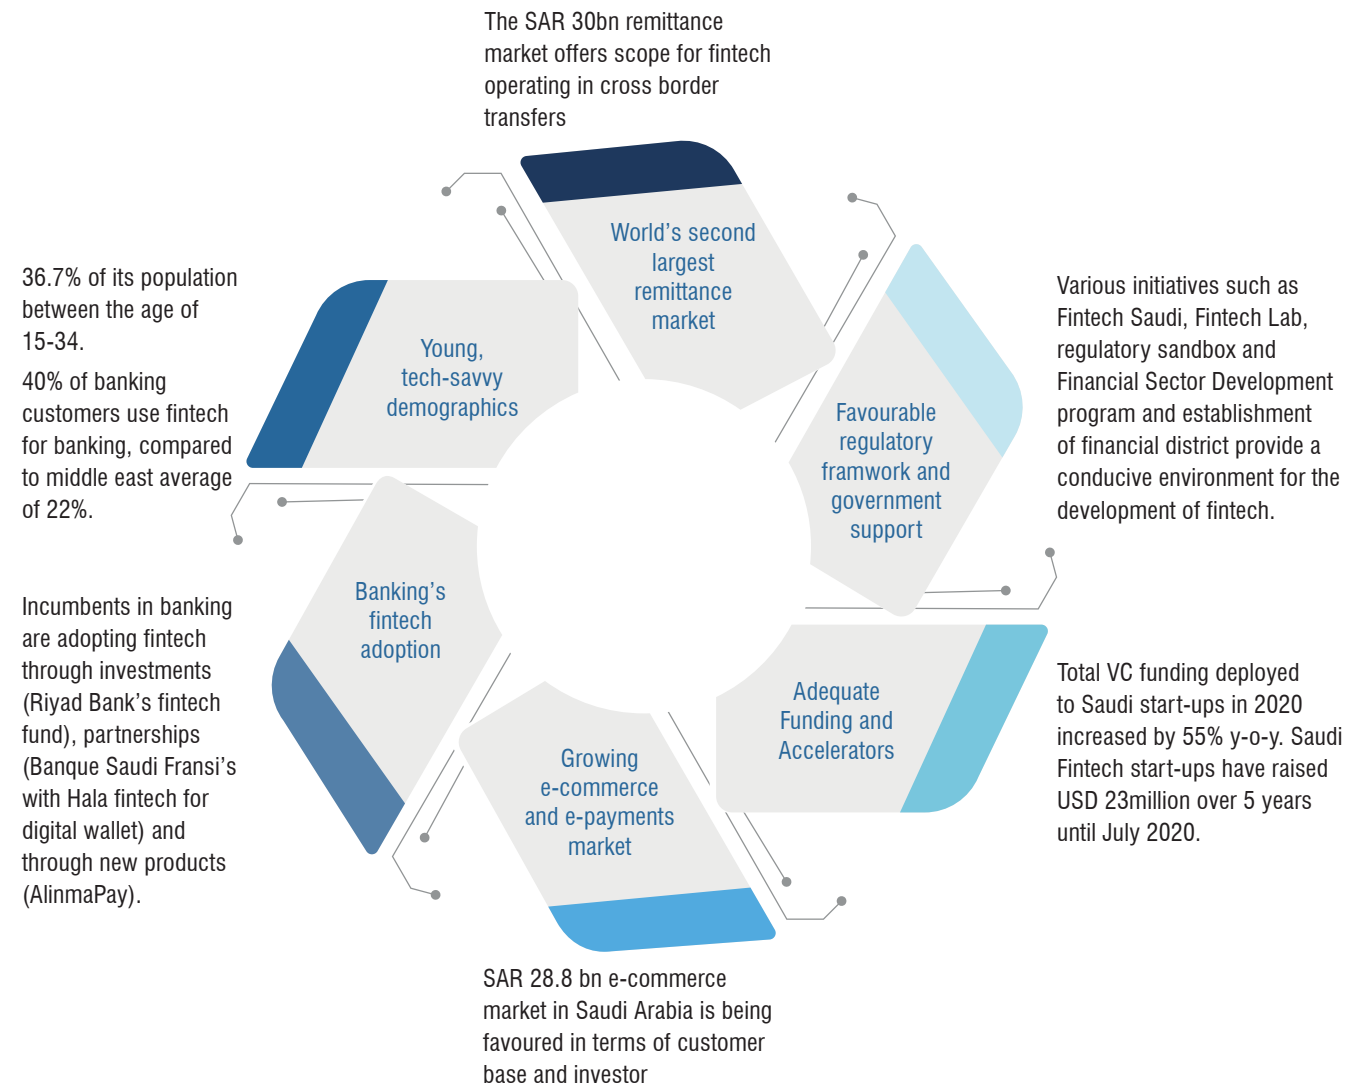 The SAR 30bn remittance
market offers scope for fintech
operating in cross border
transfers
World's second
largest
remittance
market
36.7% of its population
between the age of
15-34.
40% of banking
customers use fintech
for banking, compared
to middle east average
of 22%.
Young,
tech-savvy
demographics
Favourable
regulatory
framwork and
government
support
Various initiatives such as
Fintech Saudi, Fintech Lab,
regulatory sandbox and
Financial Sector Development
program and establishment
of financial district provide a
conducive environment for the
development of fintech.
Banking's
fintech
adoption
Incumbents in banking
are adopting fintech
through investments
(Riyad Bank's fintech
fund), partnerships
(Banque Saudi Fransi's
with Hala fintech for
digital wallet) and
through new products
(AlinmaPay).
Adequate
Funding and
Accelerators
Total VC funding deployed
to Saudi start-ups in 2020
increased by 55% y-o-y. Saudi
Fintech start-ups have raised
USD 23million over 5 years
until July 2020.
Growing
e-commerce
and e-payments
market
SAR 28.8 bn e-commerce
market in Saudi Arabia is being
favoured in terms of customer
base and investor